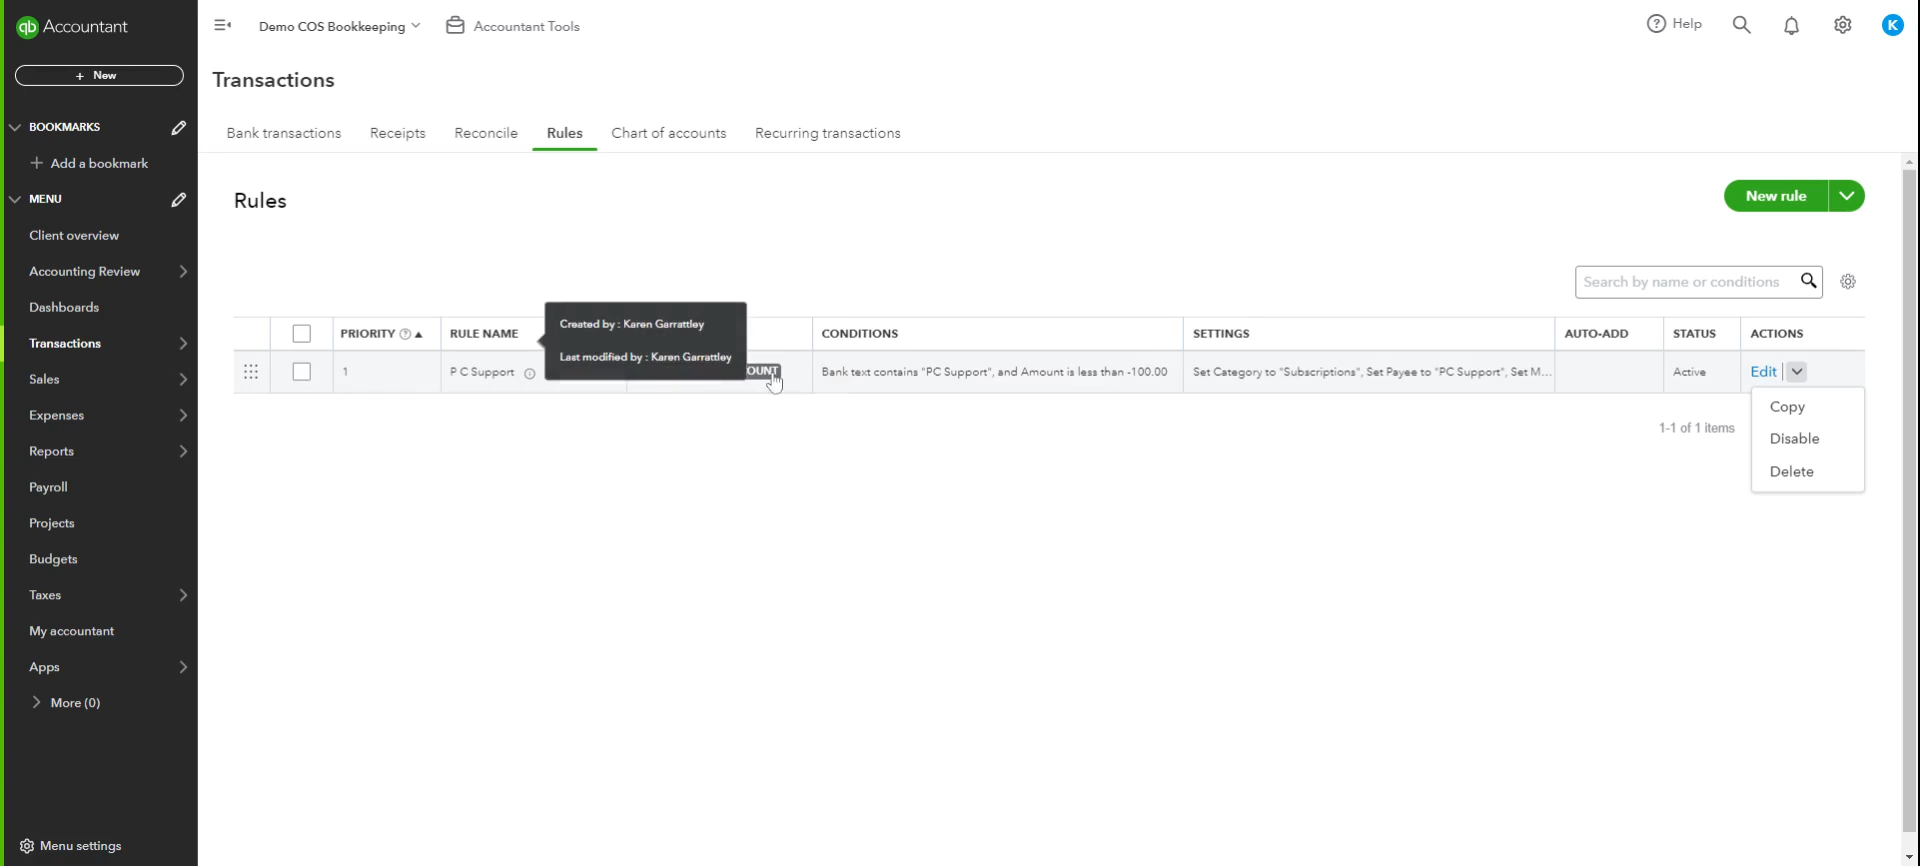 qb Accountant
Demo COS Bookkeeping
Accountant Tools
Help
K
+ New
Transactions
BOOKMARKS
Add a bookmark
MENU
Client overview
Accounting Review
Dashboards
Transactions
Sales
Expenses
Reports
Payroll
Projects
Budgets
Taxes
My accountant
Apps
More (0)
Menu settings
Bank transactions Receipts Reconcile Rules Chart of accounts Recurring transactions
Rules
New rule
Search by name or conditions
PRIORITY RULE NAME CONDITIONS SETTINGS AUTO-ADD STATUS ACTIONS
Created by : Karen Garrattley
Last modified by : Karen Garrattley
1 P C Support OUNT Bank text contains "PC Support", and Amount is less than -100.00 Set Category to "Subscriptions", Set Payee to "PC Support", Set M... Active Edit
Copy
Disable
Delete
1-1 of 1 items